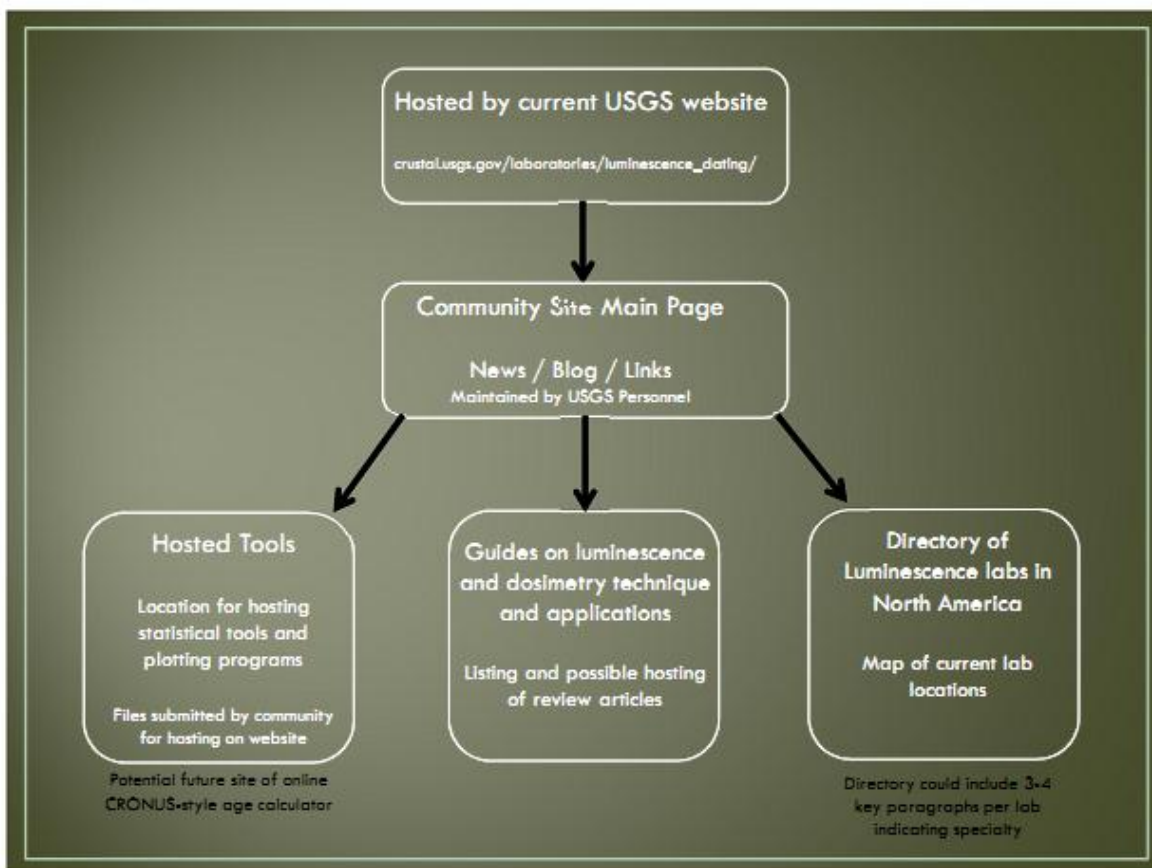 Hosted by current USGS website
crustal.usgs.gov/laboratories/luminescence_dating/
Community Site Main Page
News / Blog / Links
Maintained by USGS Personnel
Hosted Tools
Location for hosting
statistical tools and
plotting programs
Files submitted by community
for hosting on website
Potential future site of online
CRONUS-style age calculator
Guides on luminescence
and dosimetry technique
and applications
Listing and possible hosting
of review articles
Directory of
Luminescence labs in
North America
Map of current lab
locations
Directory could include 3-4
key paragraphs per lab
indicating specialty